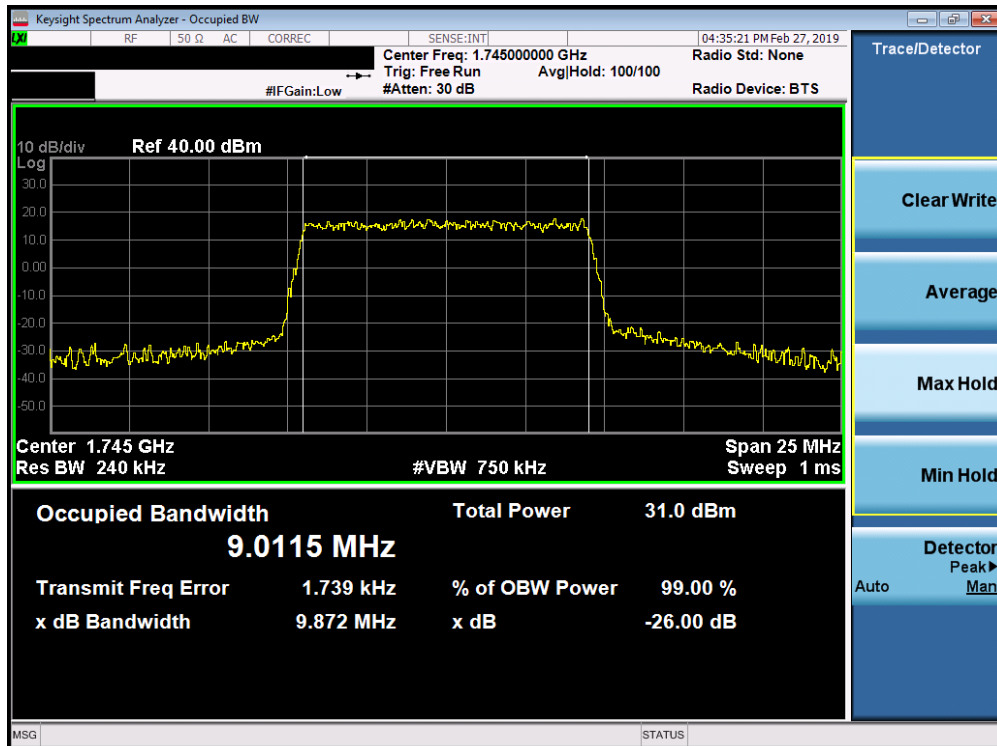 Keysight Spectrum Analyzer - Occupied BW
LXI
RF
50 Ω
AC
CORREC
SENSE:INT
04:35:21 PM Feb 27, 2019
Center Freq: 1.745000000 GHz
Radio Std: None
Trig: Free Run
Avg|Hold: 100/100
#IFGain:Low
#Atten: 30 dB
Radio Device: BTS
10 dB/div
Ref 40.00 dBm
Log
30.0
20.0
10.0
0.00
-10.0
-20.0
-30.0
-40.0
-50.0
Center 1.745 GHz
Span 25 MHz
Res BW 240 kHz
#VBW 750 kHz
Sweep 1 ms
Occupied Bandwidth
Total Power
31.0 dBm
9.0115 MHz
Transmit Freq Error
1.739 kHz
% of OBW Power
99.00 %
x dB Bandwidth
9.872 MHz
x dB
-26.00 dB
MSG
STATUS
Trace/Detector
Clear Write
Average
Max Hold
Min Hold
Detector
Peak▶
Auto
Man